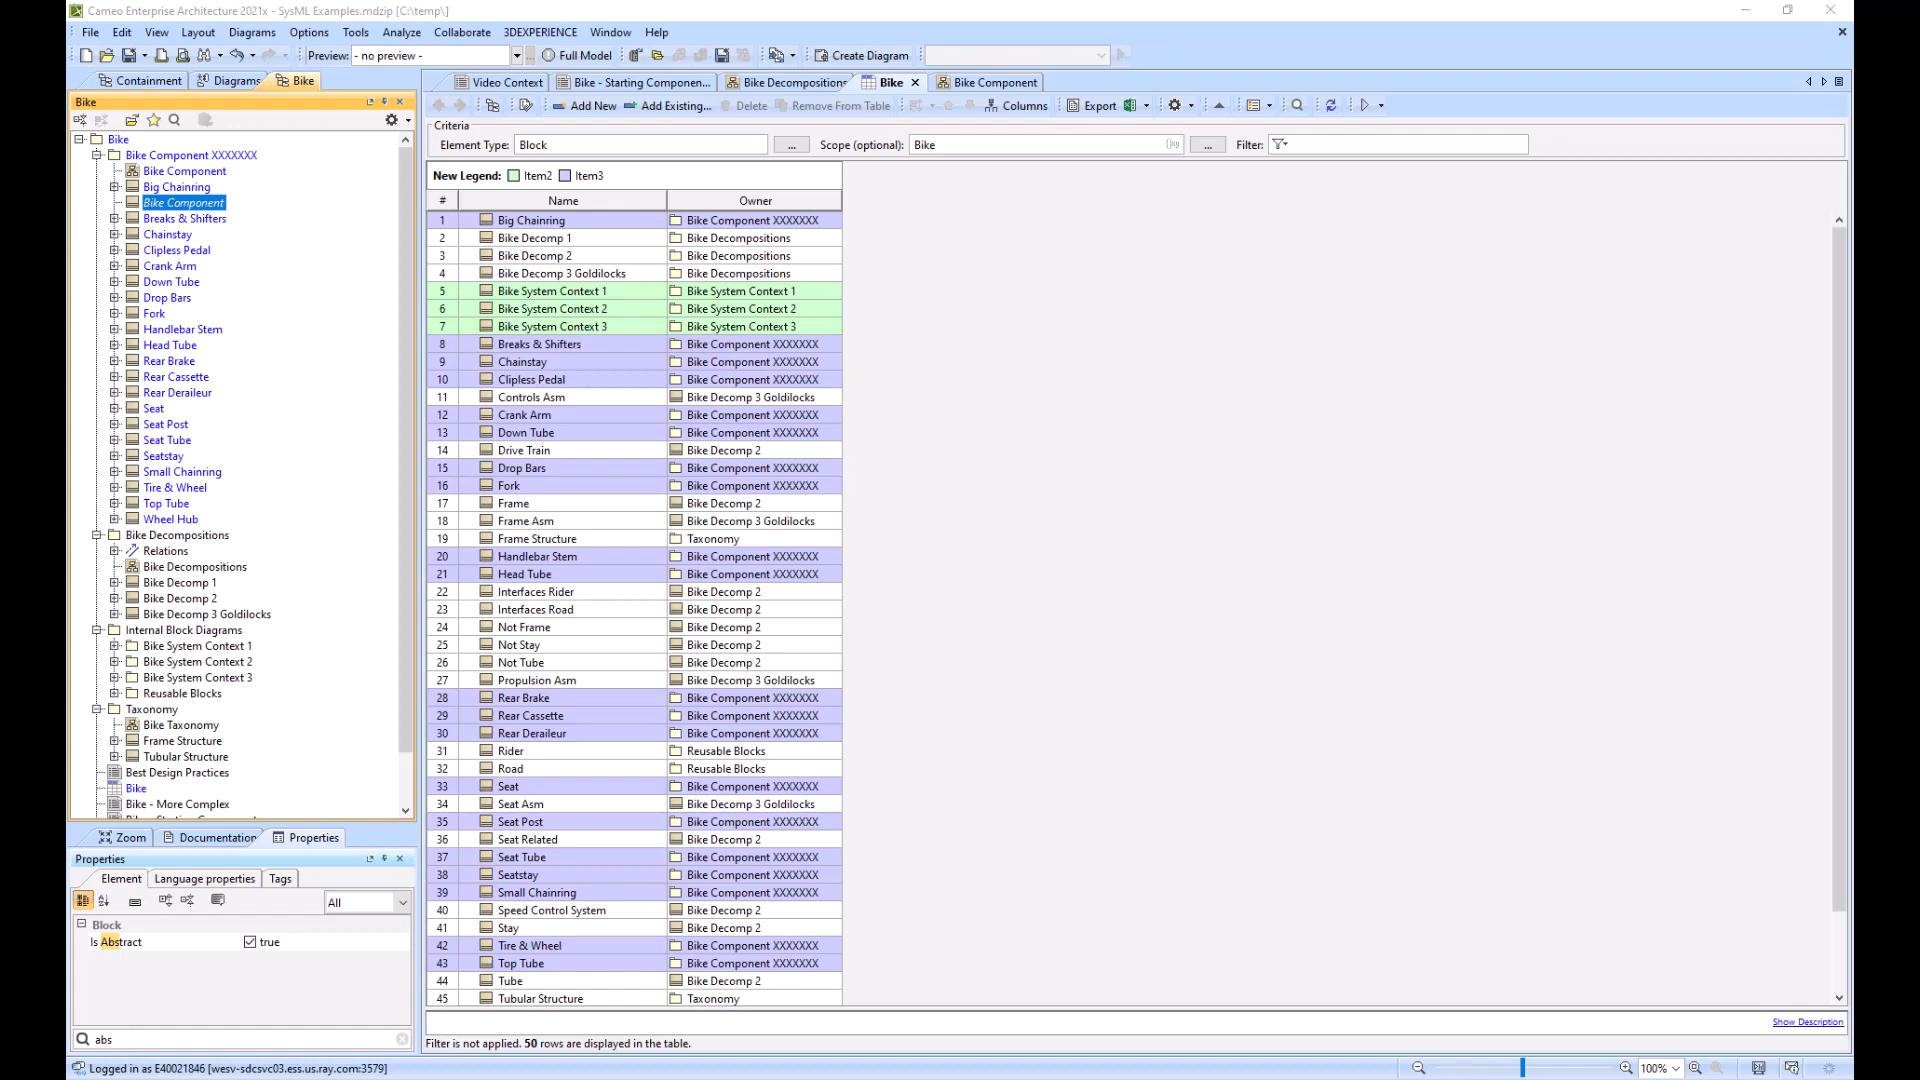 Cameo Enterprise Architecture 2021x - SysML Examples.mdzip [C:\temp\]
File Edit View Layout Diagrams Options Tools Analyze Collaborate 3DEXPERIENCE Window Help
Preview: - no preview - ... Full Model Create Diagram
Containment Diagrams Bike
Bike
Bike
Bike Component XXXXXXX
Bike Component
Big Chainring
Bike Component
Breaks & Shifters
Chainstay
Clipless Pedal
Crank Arm
Down Tube
Drop Bars
Fork
Handlebar Stem
Head Tube
Rear Brake
Rear Cassette
Rear Deraileur
Seat
Seat Post
Seat Tube
Seatstay
Small Chainring
Tire & Wheel
Top Tube
Wheel Hub
Bike Decompositions
Relations
Bike Decompositions
Bike Decomp 1
Bike Decomp 2
Bike Decomp 3 Goldilocks
Internal Block Diagrams
Bike System Context 1
Bike System Context 2
Bike System Context 3
Reusable Blocks
Taxonomy
Bike Taxonomy
Frame Structure
Tubular Structure
Best Design Practices
Bike
Bike - More Complex
Zoom Documentation Properties
Properties
Element Language properties Tags
All
Block
Is Abstract true
abs
Video Context Bike - Starting Componen... Bike Decompositions Bike Bike Component
Add New Add Existing... Delete Remove From Table Columns Export
Criteria
Element Type: Block ... Scope (optional): Bike ... Filter:
New Legend: Item2 Item3
# Name Owner
1 Big Chainring Bike Component XXXXXXX
2 Bike Decomp 1 Bike Decompositions
3 Bike Decomp 2 Bike Decompositions
4 Bike Decomp 3 Goldilocks Bike Decompositions
5 Bike System Context 1 Bike System Context 1
6 Bike System Context 2 Bike System Context 2
7 Bike System Context 3 Bike System Context 3
8 Breaks & Shifters Bike Component XXXXXXX
9 Chainstay Bike Component XXXXXXX
10 Clipless Pedal Bike Component XXXXXXX
11 Controls Asm Bike Decomp 3 Goldilocks
12 Crank Arm Bike Component XXXXXXX
13 Down Tube Bike Component XXXXXXX
14 Drive Train Bike Decomp 2
15 Drop Bars Bike Component XXXXXXX
16 Fork Bike Component XXXXXXX
17 Frame Bike Decomp 2
18 Frame Asm Bike Decomp 3 Goldilocks
19 Frame Structure Taxonomy
20 Handlebar Stem Bike Component XXXXXXX
21 Head Tube Bike Component XXXXXXX
22 Interfaces Rider Bike Decomp 2
23 Interfaces Road Bike Decomp 2
24 Not Frame Bike Decomp 2
25 Not Stay Bike Decomp 2
26 Not Tube Bike Decomp 2
27 Propulsion Asm Bike Decomp 3 Goldilocks
28 Rear Brake Bike Component XXXXXXX
29 Rear Cassette Bike Component XXXXXXX
30 Rear Deraileur Bike Component XXXXXXX
31 Rider Reusable Blocks
32 Road Reusable Blocks
33 Seat Bike Component XXXXXXX
34 Seat Asm Bike Decomp 3 Goldilocks
35 Seat Post Bike Component XXXXXXX
36 Seat Related Bike Decomp 2
37 Seat Tube Bike Component XXXXXXX
38 Seatstay Bike Component XXXXXXX
39 Small Chainring Bike Component XXXXXXX
40 Speed Control System Bike Decomp 2
41 Stay Bike Decomp 2
42 Tire & Wheel Bike Component XXXXXXX
43 Top Tube Bike Component XXXXXXX
44 Tube Bike Decomp 2
45 Tubular Structure Taxonomy
Show Description
Filter is not applied. 50 rows are displayed in the table.
Logged in as E40021846 [wesv-sdcsvc03.ess.us.ray.com:3579]
100%